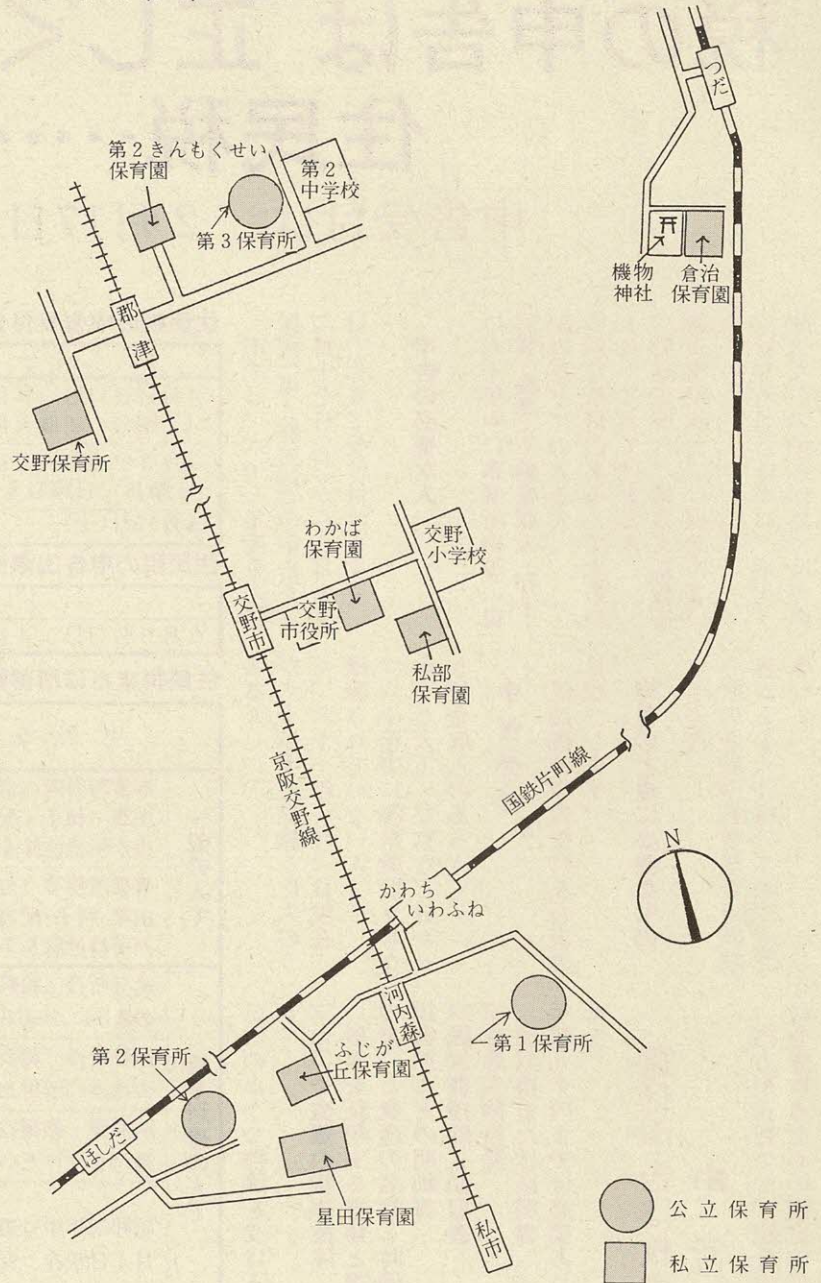 つだ
第2きんもくせい
保育園
第2
中学校
第3保育所
機物
神社
倉治
保育園
郡津
交野保育所
わかば
保育園
交野
小学校
交野市
交野
市役所
私部
保育園
京阪交野線
国鉄片町線
N
かわち
いわふね
河内森
第1保育所
第2保育所
ふじが
丘保育園
ほしだ
星田保育園
私市
公立保育所
私立保育所